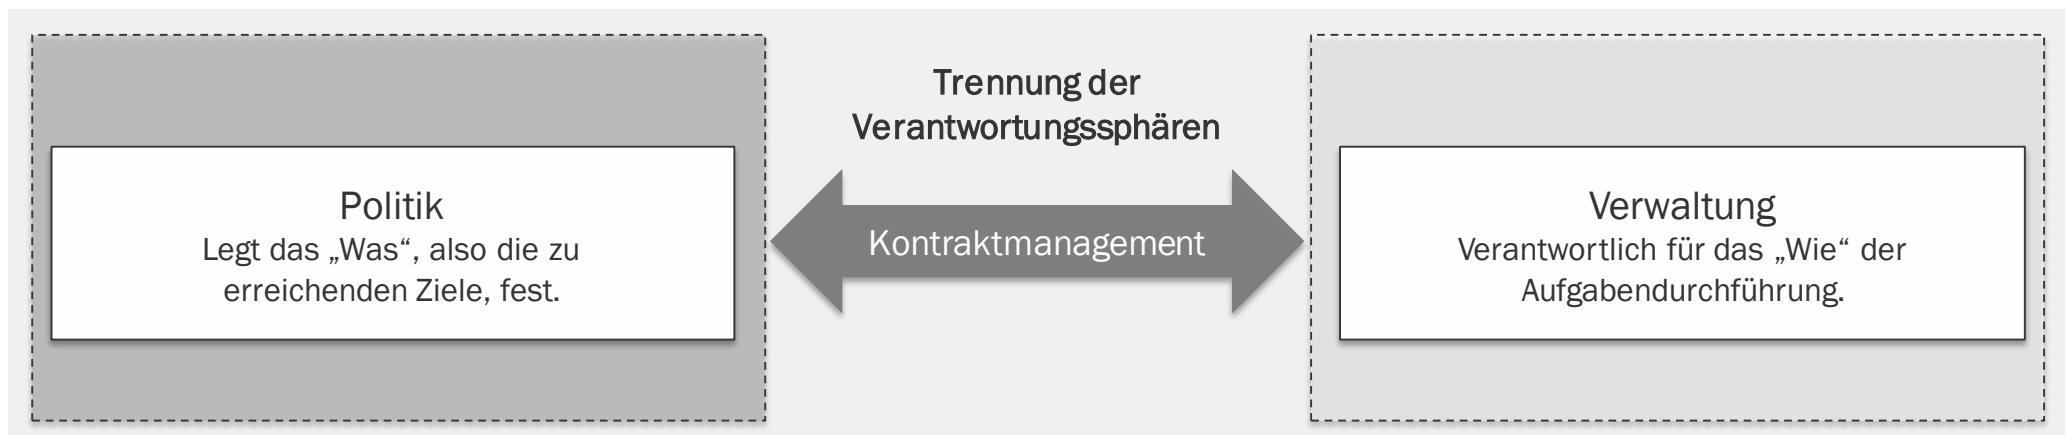 Politik
Legt das „Was“, also die zu
erreichenden Ziele, fest.
Trennung der
Verantwortungssphären
Kontraktmanagement
Verwaltung
Verantwortlich für das „Wie“ der
Aufgabendurchführung.